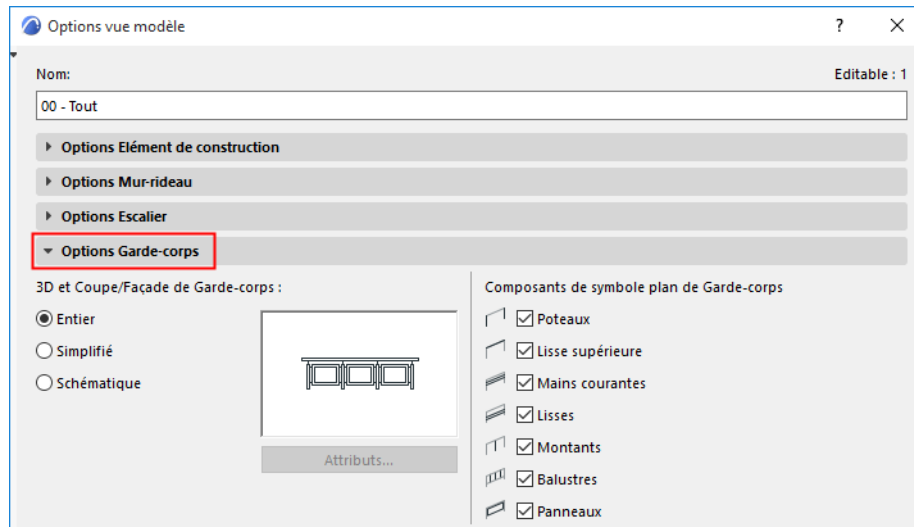 Options vue modèle
?
Nom:
Editable : 1
00 - Tout
Options Elément de construction
Options Mur-rideau
Options Escalier
Options Garde-corps
3D et Coupe/Façade de Garde-corps :
Entier
Simplifié
Schématique
Attributs...
Composants de symbole plan de Garde-corps
Poteaux
Lisse supérieure
Mains courantes
Lisses
Montants
Balustres
Panneaux